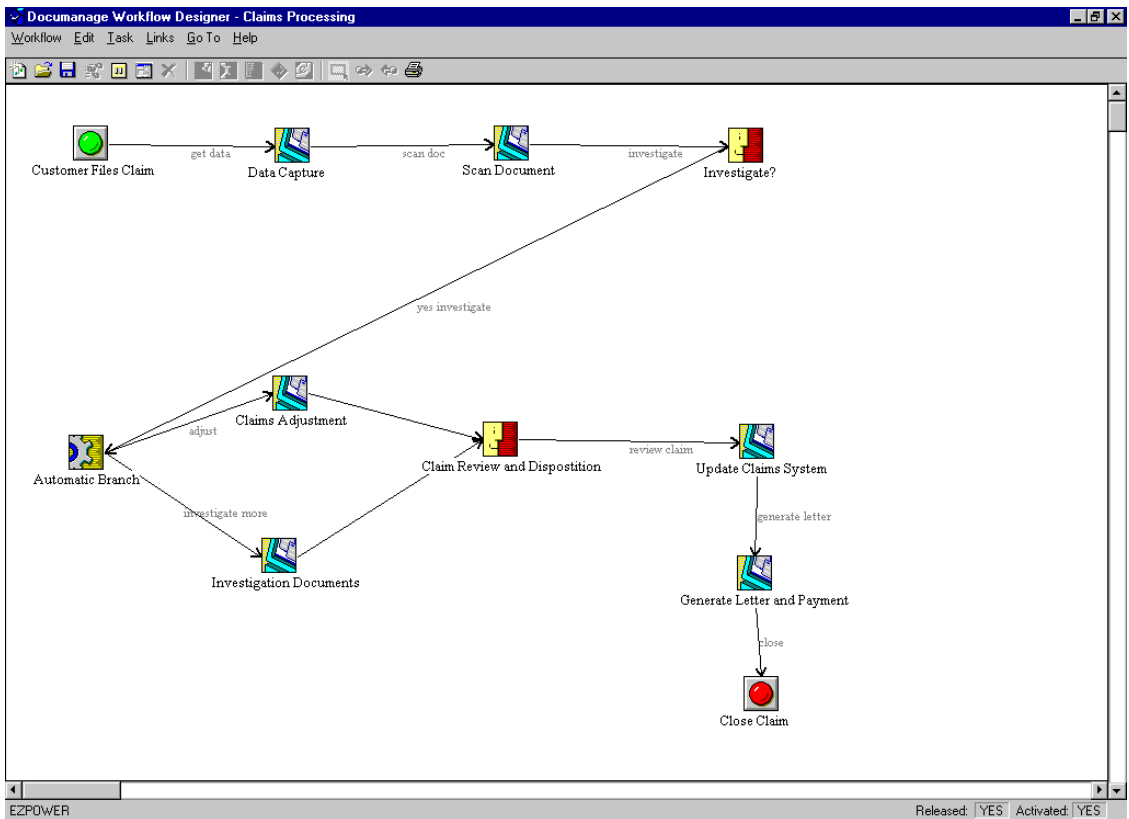 Documanage Workflow Designer - Claims Processing
Workflow Edit Task Links Go To Help
get data
scan doc
investigate
Customer Files Claim
Data Capture
Scan Document
Investigate?
yes investigate
adjust
Claims Adjustment
Automatic Branch
Claim Review and Dispostition
review claim
Update Claims System
investigate more
generate letter
Investigation Documents
Generate Letter and Payment
close
Close Claim
EZPOWER
Released: YES Activated: YES